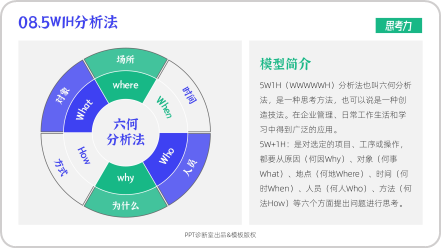 08.5W1H分析法
思考力
场所
where
时间
When
人员
Who
为什么
why
方式
How
对象
What
六何
分析法
模型简介
5W1H（WWWWWH）分析法也叫六何分析
法，是一种思考方法，也可以说是一种创
造技法。在企业管理、日常工作生活和学
习中得到广泛的应用。
5W+1H：是对选定的项目、工序或操作，
都要从原因（何因Why）、对象（何事
What）、地点（何地Where）、时间（何
时When）、人员（何人Who）、方法（何
法How）等六个方面提出问题进行思考。
PPT诊断室出品&模板版权